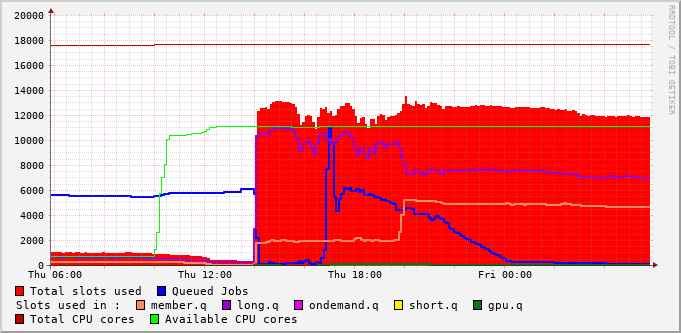 20000
18000
16000
14000
12000
10000
8000
6000
4000
2000
0
Thu 06:00 Thu 12:00 Thu 18:00 Fri 00:00
Total slots used Queued Jobs
Slots used in : member.q long.q ondemand.q short.q gpu.q
Total CPU cores Available CPU cores
RRDTOOL / TOBI OETIKER